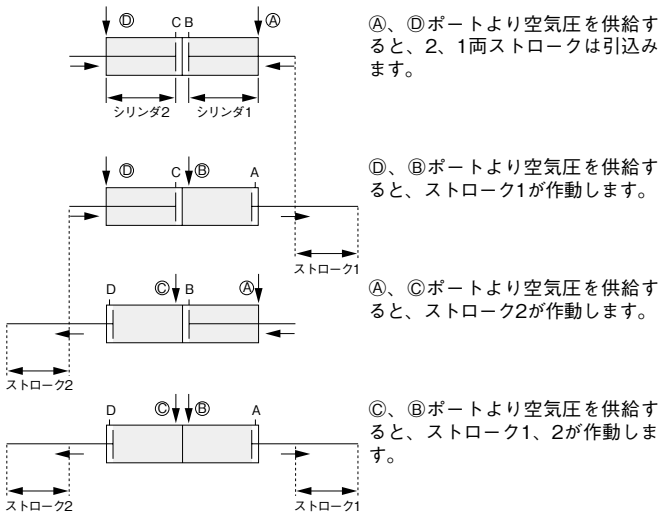 Ⓓ C B Ⓐ
シリンダ2 シリンダ1
Ⓐ、Ⓓポートより空気圧を供給す
ると、2、1両ストロークは引込み
ます。
Ⓓ C Ⓑ A
ストローク1
Ⓓ、Ⓑポートより空気圧を供給す
ると、ストローク1が作動します。
D Ⓒ B Ⓐ
ストローク2
Ⓐ、Ⓒポートより空気圧を供給す
ると、ストローク2が作動します。
D Ⓒ Ⓑ A
ストローク2 ストローク1
Ⓒ、Ⓑポートより空気圧を供給す
ると、ストローク1、2が作動しま
す。